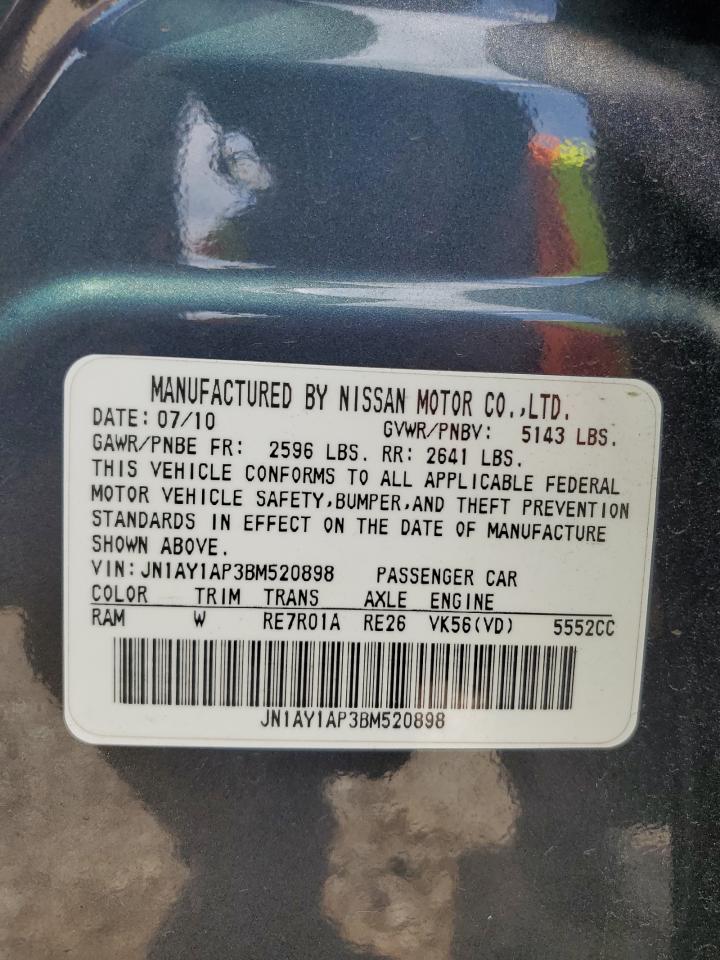 MANUFACTURED BY NISSAN MOTOR CO.,LTD.
DATE: 07/10 GVWR/PNBV: 5143 LBS.
GAWR/PNBE FR: 2596 LBS. RR: 2641 LBS.
THIS VEHICLE CONFORMS TO ALL APPLICABLE FEDERAL
MOTOR VEHICLE SAFETY,BUMPER,AND THEFT PREVENTION
STANDARDS IN EFFECT ON THE DATE OF MANUFACTURE
SHOWN ABOVE.
VIN: JN1AY1AP3BM520898 PASSENGER CAR
COLOR TRIM TRANS AXLE ENGINE
RAM W RE7R01A RE26 VK56(VD) 5552CC
JN1AY1AP3BM520898